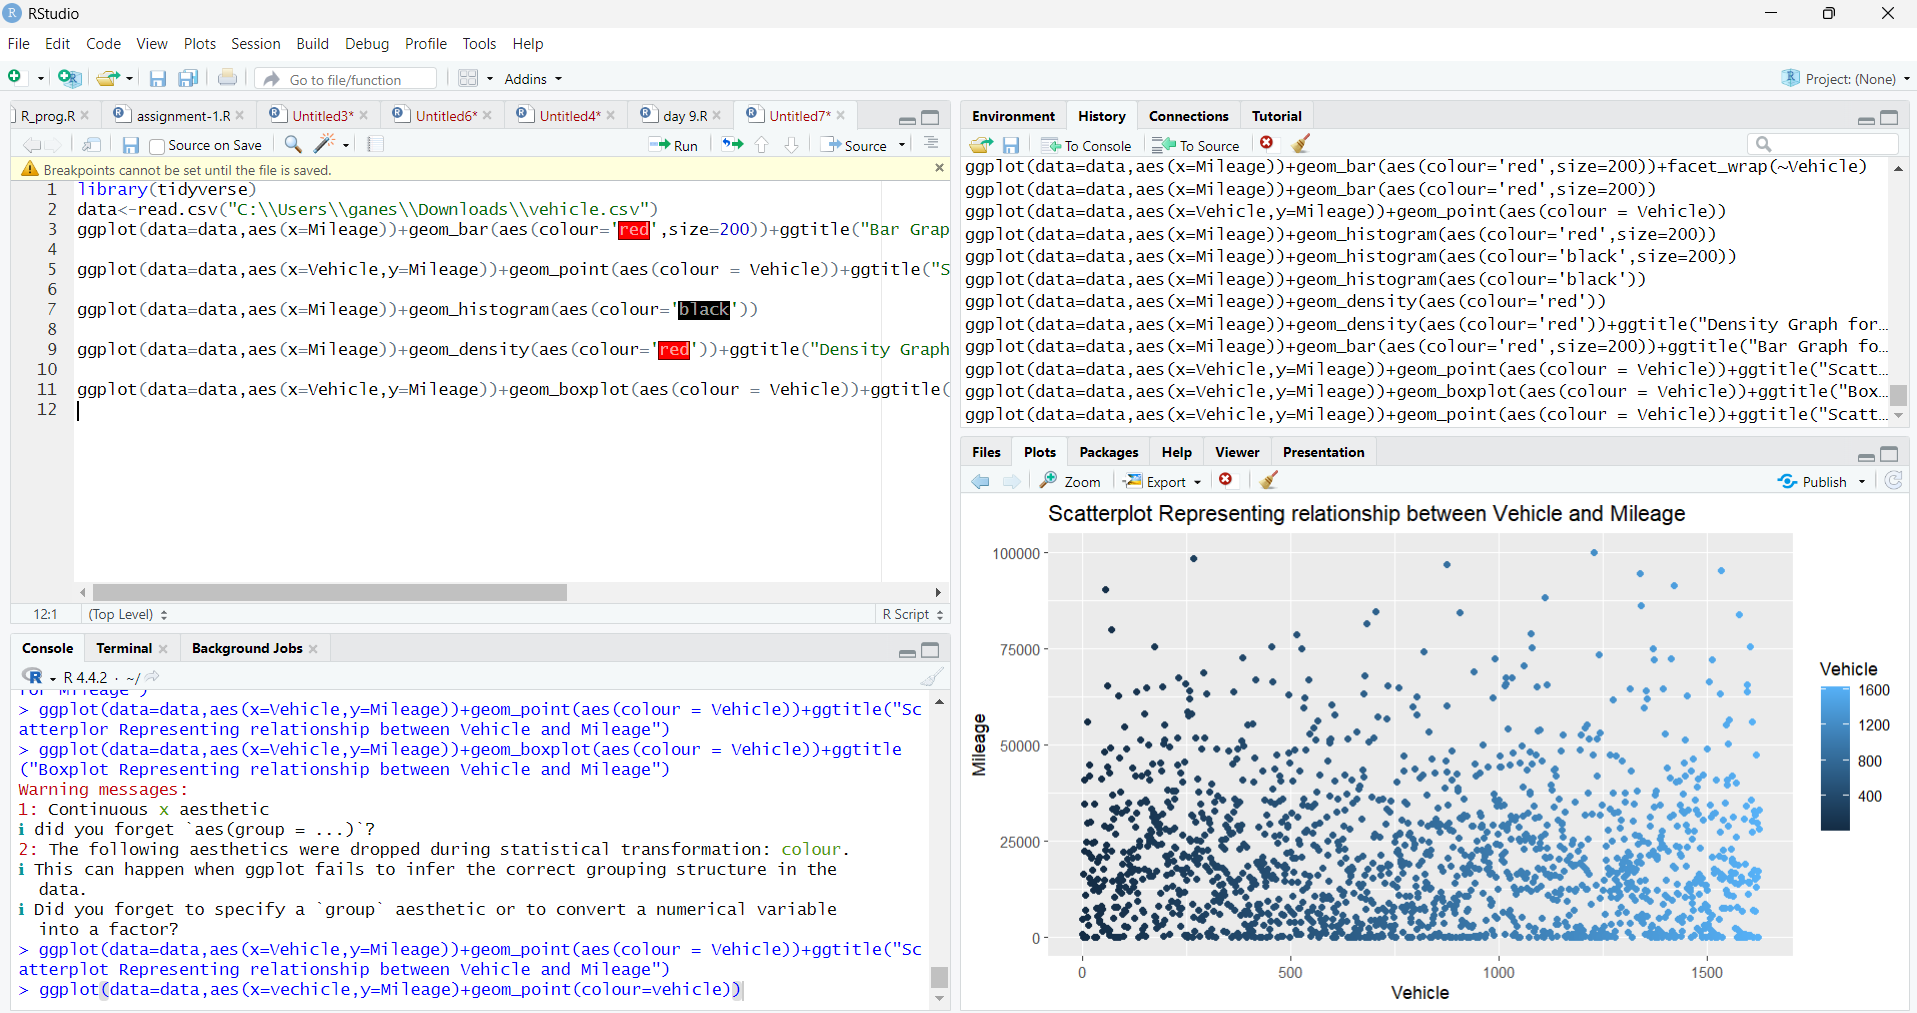 RStudio
File Edit Code View Plots Session Build Debug Profile Tools Help
Go to file/function Addins Project: (None)
R_prog.R assignment-1.R Untitled3* Untitled6* Untitled4* day 9.R Untitled7*
Source on Save Run Source
Breakpoints cannot be set until the file is saved.
1 library(tidyverse)
2 data<-read.csv("C:\\Users\\ganes\\Downloads\\vehicle.csv")
3 ggplot(data=data,aes(x=Mileage))+geom_bar(aes(colour='red',size=200))+ggtitle("Bar Grap
4
5 ggplot(data=data,aes(x=Vehicle,y=Mileage))+geom_point(aes(colour = Vehicle))+ggtitle("S
6
7 ggplot(data=data,aes(x=Mileage))+geom_histogram(aes(colour='black'))
8
9 ggplot(data=data,aes(x=Mileage))+geom_density(aes(colour='red'))+ggtitle("Density Graph
10
11 ggplot(data=data,aes(x=Vehicle,y=Mileage))+geom_boxplot(aes(colour = Vehicle))+ggtitle(
12
12:1 (Top Level) R Script
Console Terminal Background Jobs
R R 4.4.2 · ~/
for Mileage")
> ggplot(data=data,aes(x=Vehicle,y=Mileage))+geom_point(aes(colour = Vehicle))+ggtitle("Sc
atterplor Representing relationship between Vehicle and Mileage")
> ggplot(data=data,aes(x=Vehicle,y=Mileage))+geom_boxplot(aes(colour = Vehicle))+ggtitle
("Boxplot Representing relationship between Vehicle and Mileage")
Warning messages:
1: Continuous x aesthetic
ℹ did you forget `aes(group = ...)`?
2: The following aesthetics were dropped during statistical transformation: colour.
ℹ This can happen when ggplot fails to infer the correct grouping structure in the
data.
ℹ Did you forget to specify a `group` aesthetic or to convert a numerical variable
into a factor?
> ggplot(data=data,aes(x=Vehicle,y=Mileage))+geom_point(aes(colour = Vehicle))+ggtitle("Sc
atterplot Representing relationship between Vehicle and Mileage")
> ggplot(data=data,aes(x=vechicle,y=Mileage)+geom_point(colour=vehicle))
Environment History Connections Tutorial
To Console To Source
ggplot(data=data,aes(x=Mileage))+geom_bar(aes(colour='red',size=200))+facet_wrap(~Vehicle)
ggplot(data=data,aes(x=Mileage))+geom_bar(aes(colour='red',size=200))
ggplot(data=data,aes(x=Vehicle,y=Mileage))+geom_point(aes(colour = Vehicle))
ggplot(data=data,aes(x=Mileage))+geom_histogram(aes(colour='red',size=200))
ggplot(data=data,aes(x=Mileage))+geom_histogram(aes(colour='black',size=200))
ggplot(data=data,aes(x=Mileage))+geom_histogram(aes(colour='black'))
ggplot(data=data,aes(x=Mileage))+geom_density(aes(colour='red'))
ggplot(data=data,aes(x=Mileage))+geom_density(aes(colour='red'))+ggtitle("Density Graph for...
ggplot(data=data,aes(x=Mileage))+geom_bar(aes(colour='red',size=200))+ggtitle("Bar Graph fo...
ggplot(data=data,aes(x=Vehicle,y=Mileage))+geom_point(aes(colour = Vehicle))+ggtitle("Scatt...
ggplot(data=data,aes(x=Vehicle,y=Mileage))+geom_boxplot(aes(colour = Vehicle))+ggtitle("Box...
ggplot(data=data,aes(x=Vehicle,y=Mileage))+geom_point(aes(colour = Vehicle))+ggtitle("Scatt...
Files Plots Packages Help Viewer Presentation
Zoom Export Publish
Scatterplot Representing relationship between Vehicle and Mileage
100000
75000
50000
25000
0
Mileage
0 500 1000 1500
Vehicle
Vehicle
1600
1200
800
400